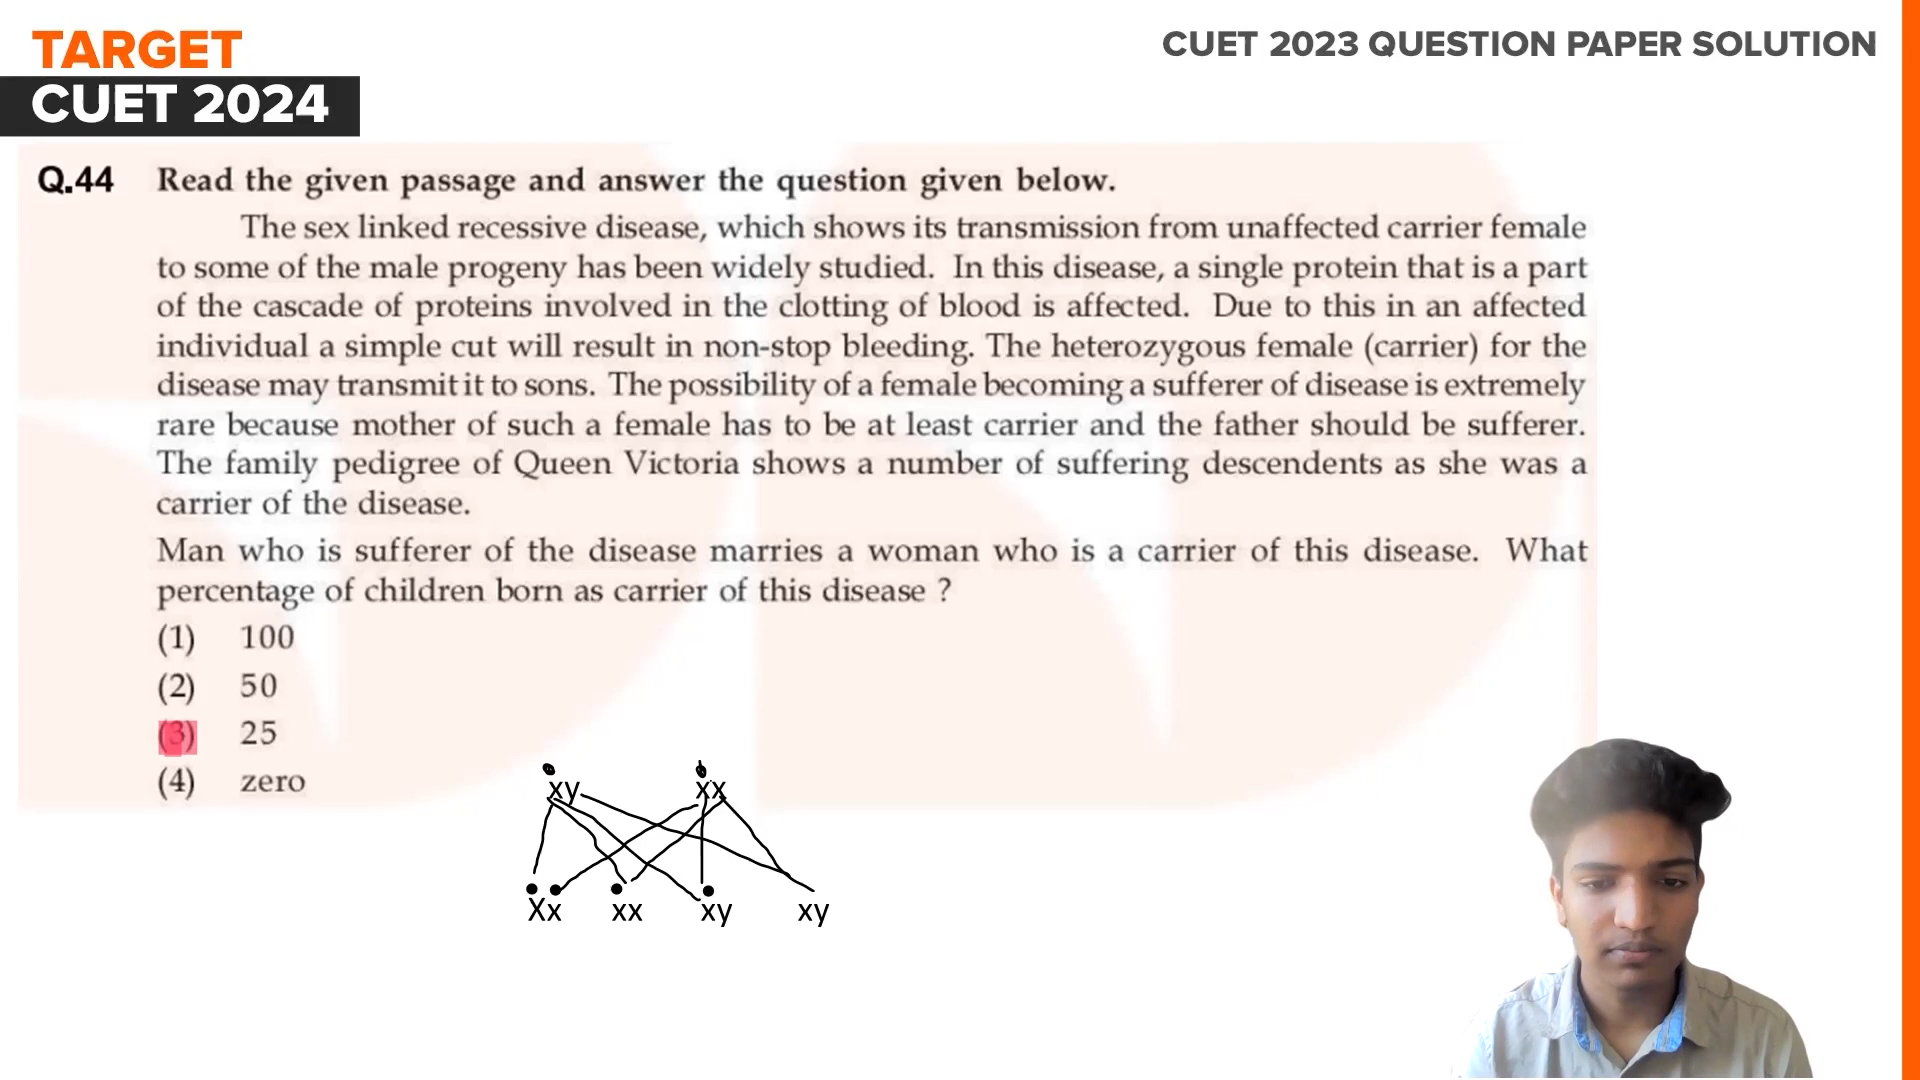 TARGET
CUET 2024
CUET 2023 QUESTION PAPER SOLUTION
Q.44 Read the given passage and answer the question given below.
The sex linked recessive disease, which shows its transmission from unaffected carrier female
to some of the male progeny has been widely studied. In this disease, a single protein that is a part
of the cascade of proteins involved in the clotting of blood is affected. Due to this in an affected
individual a simple cut will result in non-stop bleeding. The heterozygous female (carrier) for the
disease may transmit it to sons. The possibility of a female becoming a sufferer of disease is extremely
rare because mother of such a female has to be at least carrier and the father should be sufferer.
The family pedigree of Queen Victoria shows a number of suffering descendents as she was a
carrier of the disease.
Man who is sufferer of the disease marries a woman who is a carrier of this disease. What
percentage of children born as carrier of this disease ?
(1) 100
(2) 50
(3) 25
(4) zero
xy xx
Xx xx xy xy